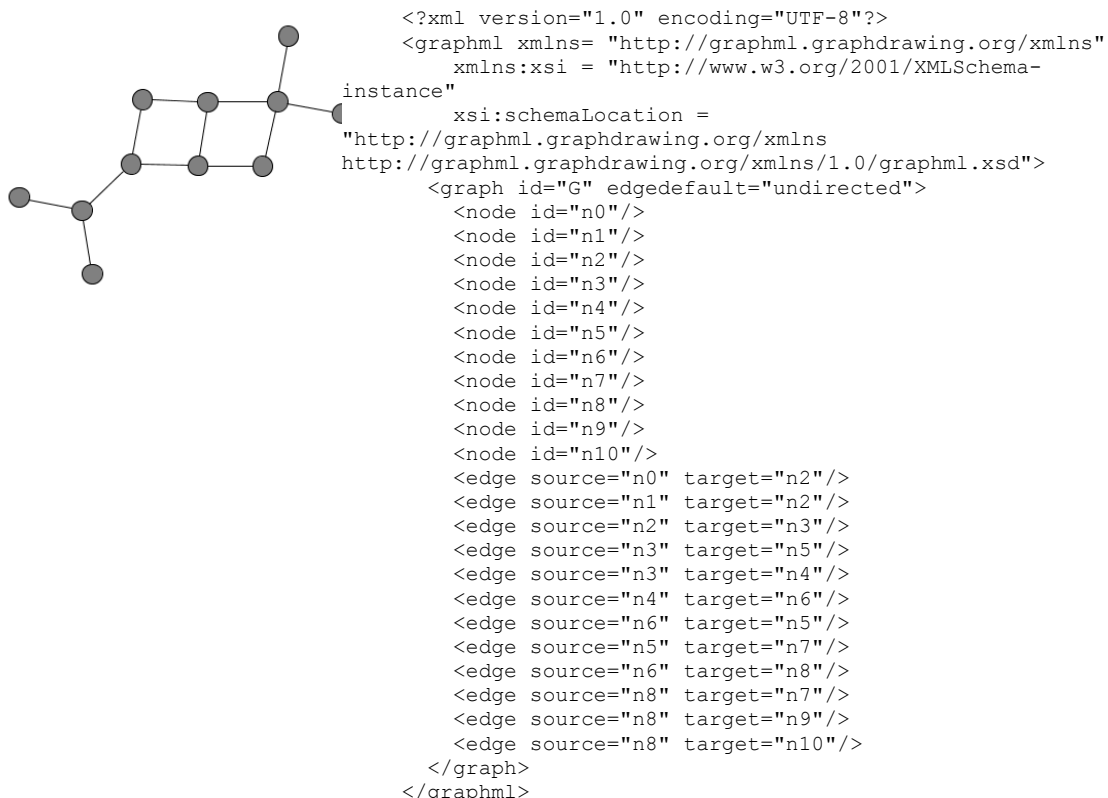 <?xml version="1.0" encoding="UTF-8"?>
<graphml xmlns= "http://graphml.graphdrawing.org/xmlns"
xmlns:xsi = "http://www.w3.org/2001/XMLSchema-
instance"
xsi:schemaLocation =
"http://graphml.graphdrawing.org/xmlns
http://graphml.graphdrawing.org/xmlns/1.0/graphml.xsd">
<graph id="G" edgedefault="undirected">
<node id="n0"/>
<node id="n1"/>
<node id="n2"/>
<node id="n3"/>
<node id="n4"/>
<node id="n5"/>
<node id="n6"/>
<node id="n7"/>
<node id="n8"/>
<node id="n9"/>
<node id="n10"/>
<edge source="n0" target="n2"/>
<edge source="n1" target="n2"/>
<edge source="n2" target="n3"/>
<edge source="n3" target="n5"/>
<edge source="n3" target="n4"/>
<edge source="n4" target="n6"/>
<edge source="n6" target="n5"/>
<edge source="n5" target="n7"/>
<edge source="n6" target="n8"/>
<edge source="n8" target="n7"/>
<edge source="n8" target="n9"/>
<edge source="n8" target="n10"/>
</graph>
</graphml>